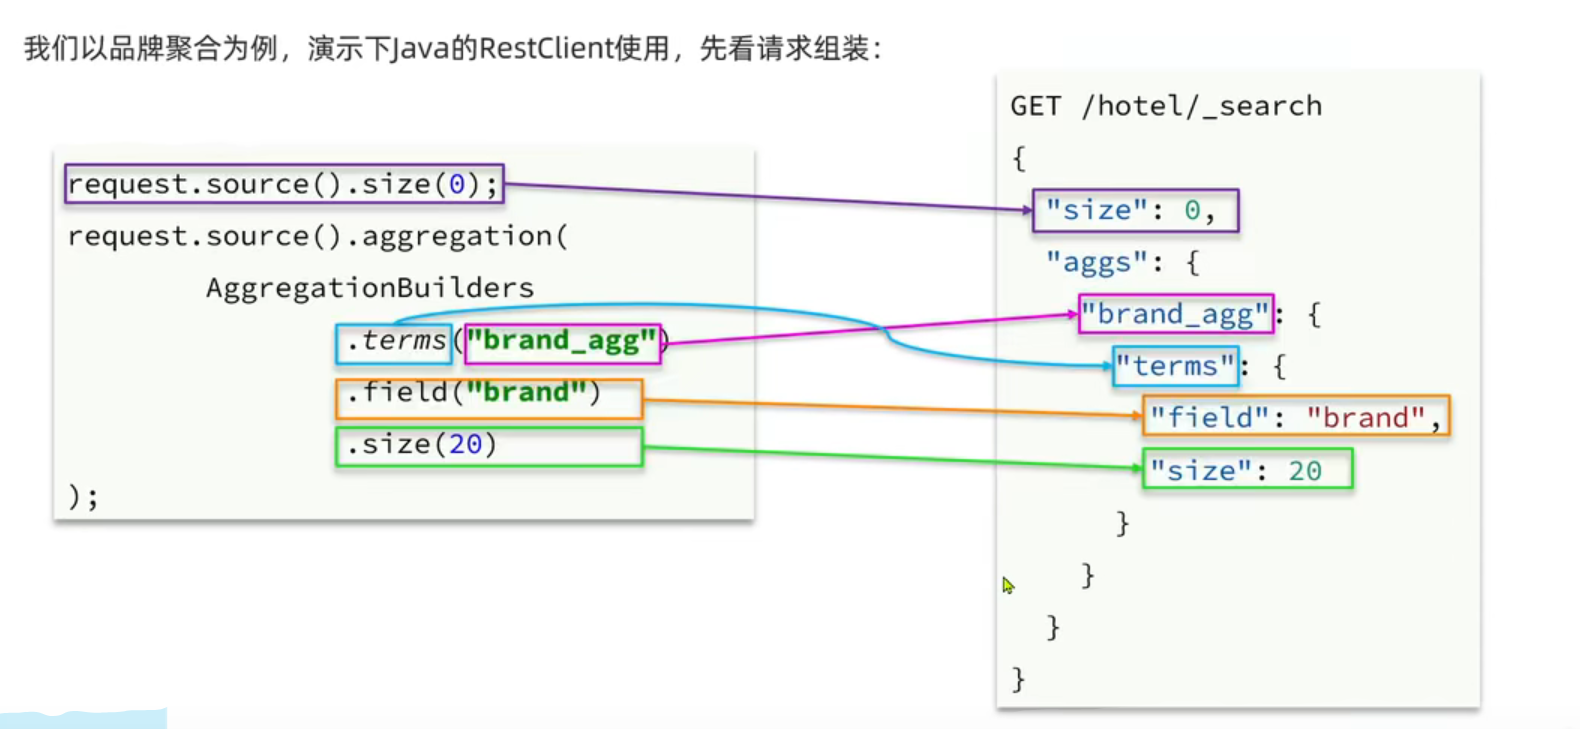 我们以品牌聚合为例，演示下Java的RestClient使用，先看请求组装：
request.source().size(0);
request.source().aggregation(
AggregationBuilders
.terms("brand_agg")
.field("brand")
.size(20)
);
GET /hotel/_search
{
"size": 0,
"aggs": {
"brand_agg": {
"terms": {
"field": "brand",
"size": 20
}
}
}
}